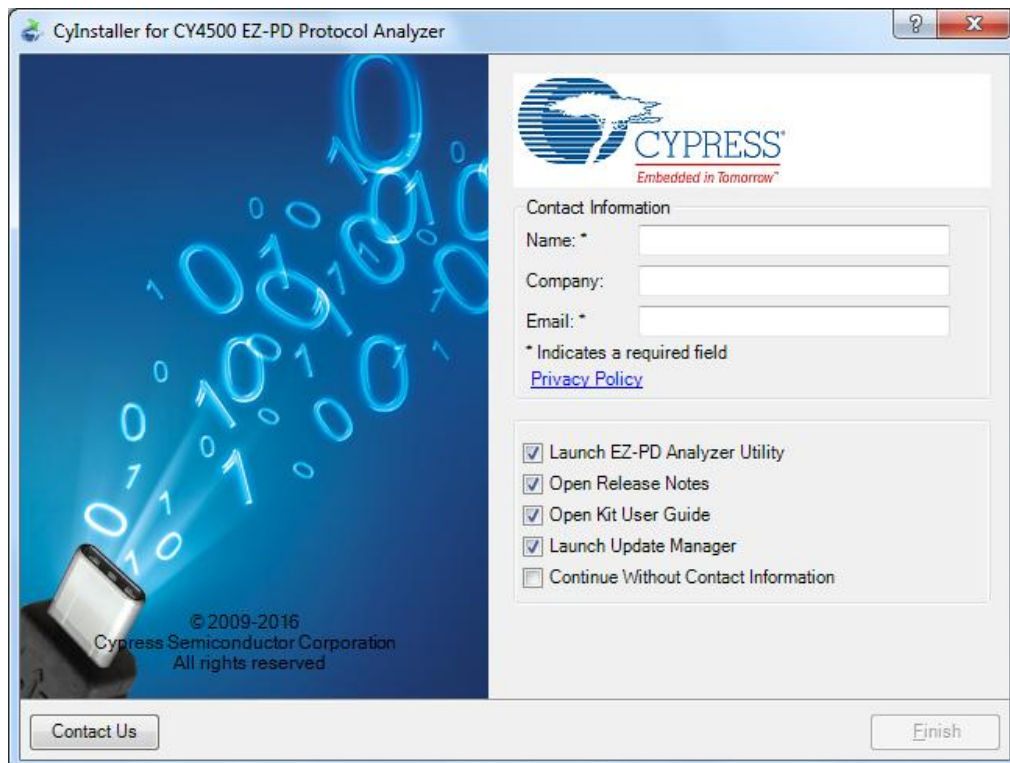 CyInstaller for CY4500 EZ-PD Protocol Analyzer
?
CYPRESS®
Embedded in Tomorrow™
Contact Information
Name: *
Company:
Email: *
* Indicates a required field
Privacy Policy
Launch EZ-PD Analyzer Utility
Open Release Notes
Open Kit User Guide
Launch Update Manager
Continue Without Contact Information
© 2009-2016
Cypress Semiconductor Corporation
All rights reserved
Contact Us
Finish